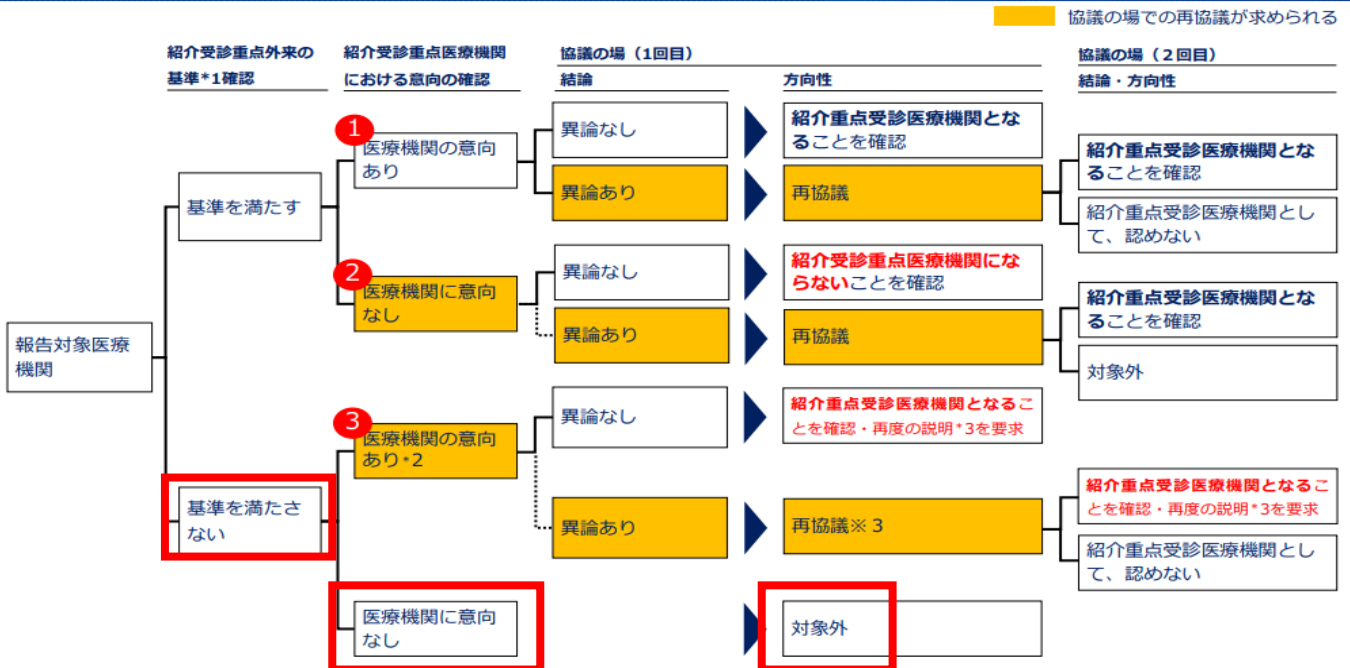 協議の場での再協議が求められる
紹介受診重点外来の
基準*1確認
紹介受診重点医療機関
における意向の確認
協議の場（1回目）
結論
方向性
協議の場（２回目）
結論・方向性
報告対象医療
機関
基準を満たす
1
医療機関の意向
あり
異論なし
紹介重点受診医療機関とな
ることを確認
異論あり
再協議
紹介重点受診医療機関とな
ることを確認
紹介重点受診医療機関とし
て、認めない
2
医療機関に意向
なし
異論なし
紹介受診重点医療機関にな
らないことを確認
異論あり
再協議
紹介重点受診医療機関とな
ることを確認
対象外
基準を満たさ
ない
3
医療機関の意向
あり*2
異論なし
紹介重点受診医療機関となるこ
とを確認・再度の説明*3を要求
異論あり
再協議※３
紹介重点受診医療機関となるこ
とを確認・再度の説明*3を要求
紹介重点受診医療機関とし
て、認めない
医療機関に意向
なし
対象外